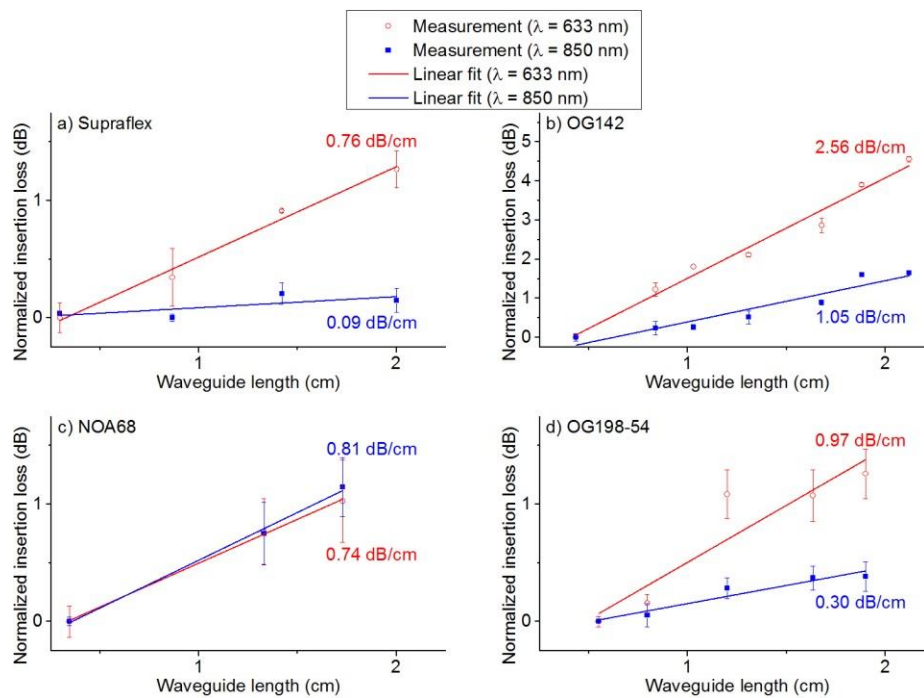 Measurement (λ = 633 nm)
Measurement (λ = 850 nm)
Linear fit (λ = 633 nm)
Linear fit (λ = 850 nm)
a) Supraflex
0.76 dB/cm
0.09 dB/cm
Normalized insertion loss (dB)
1
0
1
2
Waveguide length (cm)
b) OG142
2.56 dB/cm
1.05 dB/cm
Normalized insertion loss (dB)
5
4
3
2
1
0
1
2
Waveguide length (cm)
c) NOA68
0.81 dB/cm
0.74 dB/cm
Normalized insertion loss (dB)
1
0
1
2
Waveguide length (cm)
d) OG198-54
0.97 dB/cm
0.30 dB/cm
Normalized insertion loss (dB)
1
0
1
2
Waveguide length (cm)